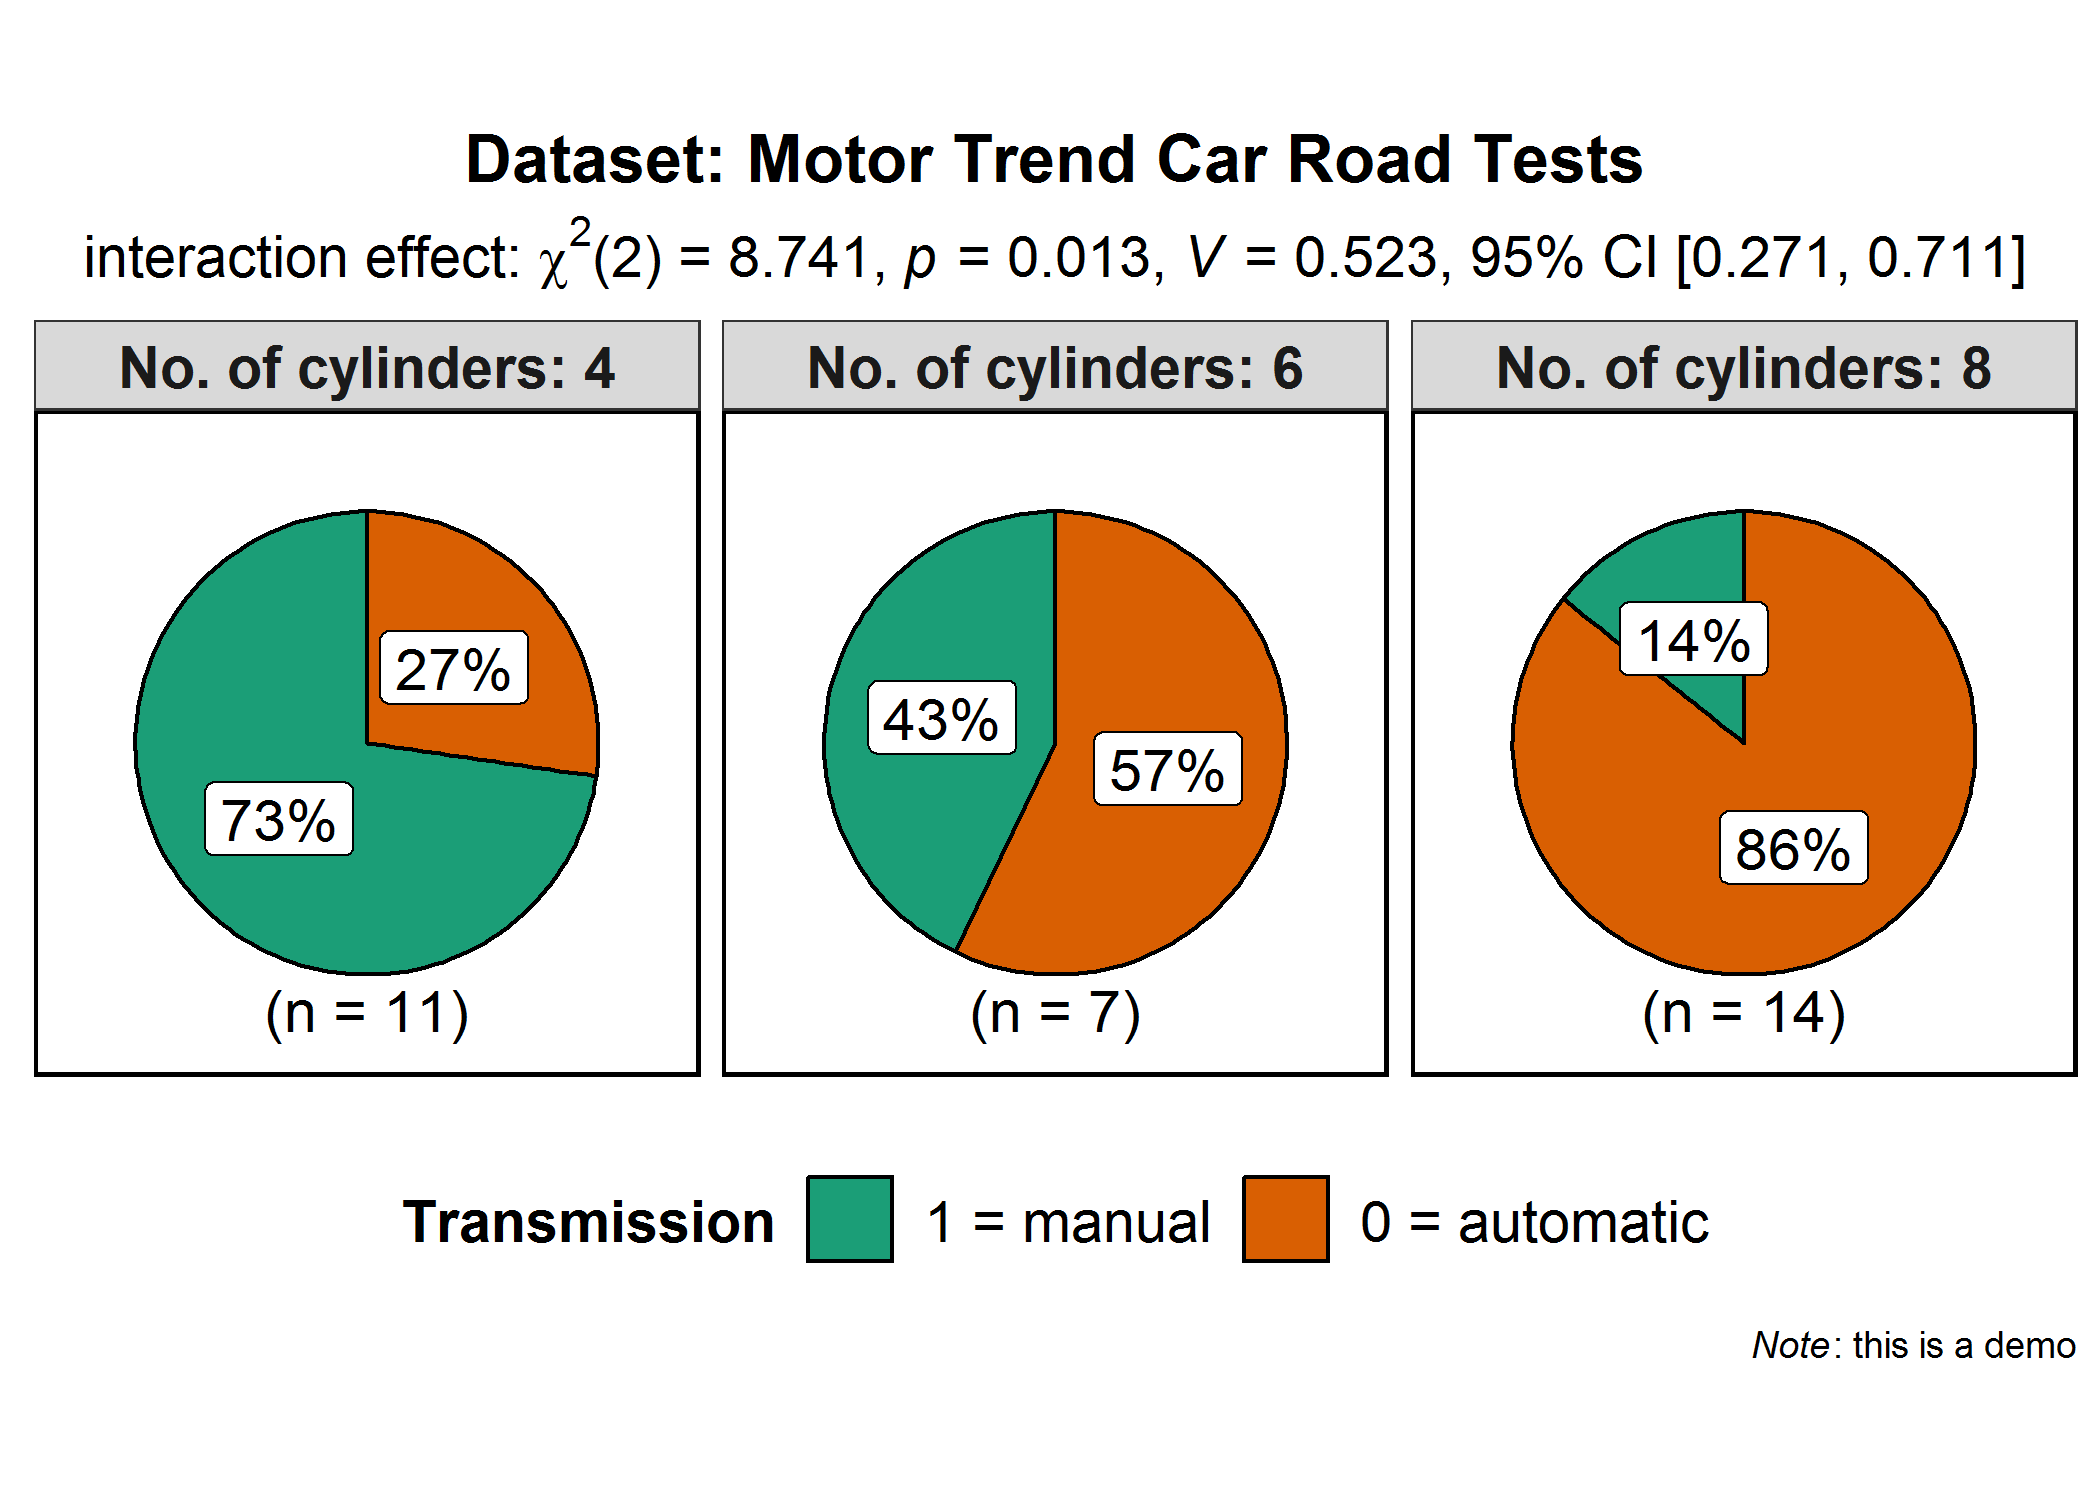 Dataset: Motor Trend Car Road Tests
interaction effect: χ²(2) = 8.741, p = 0.013, V = 0.523, 95% CI [0.271, 0.711]
No. of cylinders: 4
No. of cylinders: 6
No. of cylinders: 8
27%
73%
(n = 11)
43%
57%
(n = 7)
14%
86%
(n = 14)
Transmission 1 = manual 0 = automatic
Note: this is a demo